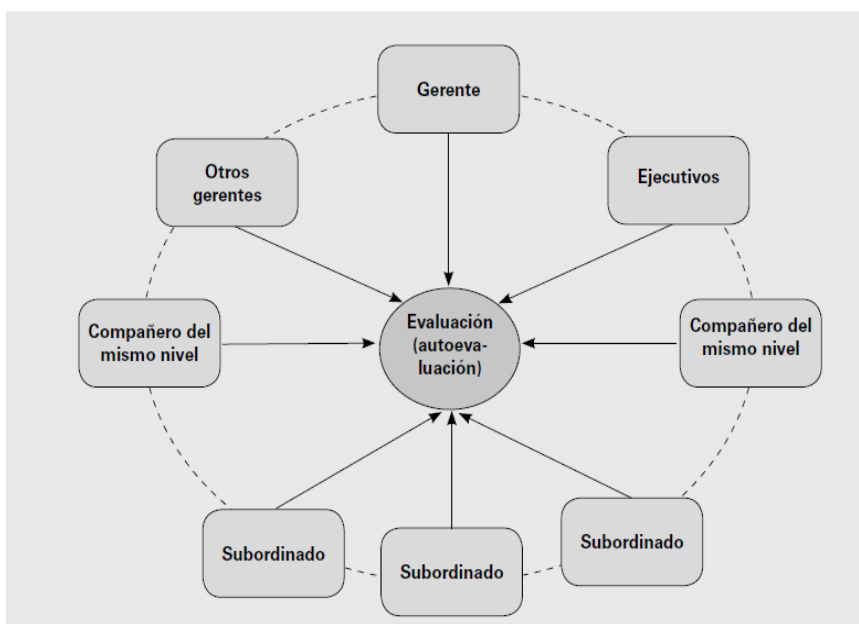 Gerente
Otros
gerentes
Ejecutivos
Compañero del
mismo nivel
Evaluación
(autoeva-
luación)
Compañero del
mismo nivel
Subordinado
Subordinado
Subordinado